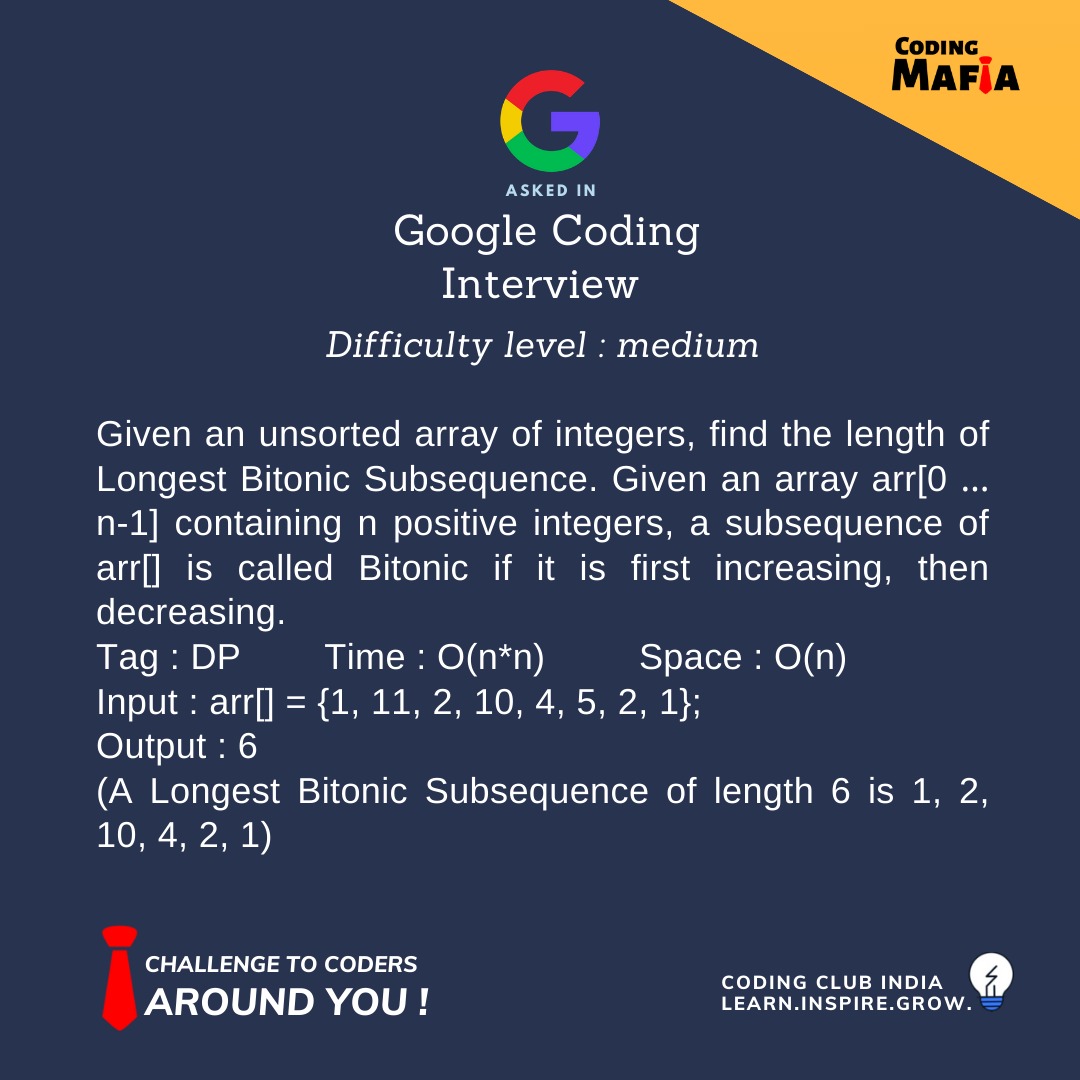 CODING
MAFIA
ASKED IN
Google Coding
Interview
Difficulty level : medium
Given an unsorted array of integers, find the length of
Longest Bitonic Subsequence. Given an array arr[0 ...
n-1] containing n positive integers, a subsequence of
arr[] is called Bitonic if it is first increasing, then
decreasing.
Tag : DP Time : O(n*n) Space : O(n)
Input : arr[] = {1, 11, 2, 10, 4, 5, 2, 1};
Output : 6
(A Longest Bitonic Subsequence of length 6 is 1, 2,
10, 4, 2, 1)
CHALLENGE TO CODERS
AROUND YOU !
CODING CLUB INDIA
LEARN.INSPIRE.GROW.